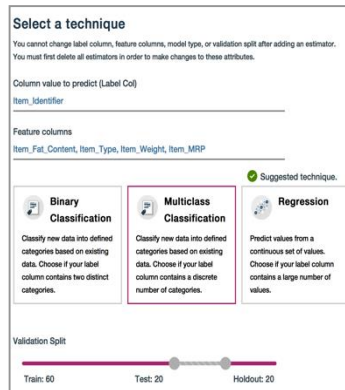 Select a technique
You cannot change label column, feature columns, model type, or validation split after adding an estimator.
You must first delete all estimators in order to make changes to these attributes.
Column value to predict (Label Col)
Item_Identifier
Feature columns
Item_Fat_Content, Item_Type, Item_Weight, Item_MRP
Suggested technique.
Binary
Classification
Classify new data into defined
categories based on existing
data. Choose if your label
column contains two distinct
categories.
Multiclass
Classification
Classify new data into defined
categories based on existing
data. Choose if your label
column contains a discrete
number of categories.
Regression
Predict values from a
continuous set of values.
Choose if your label column
contains a large number of
values.
Validation Split
Train: 60
Test: 20
Holdout: 20